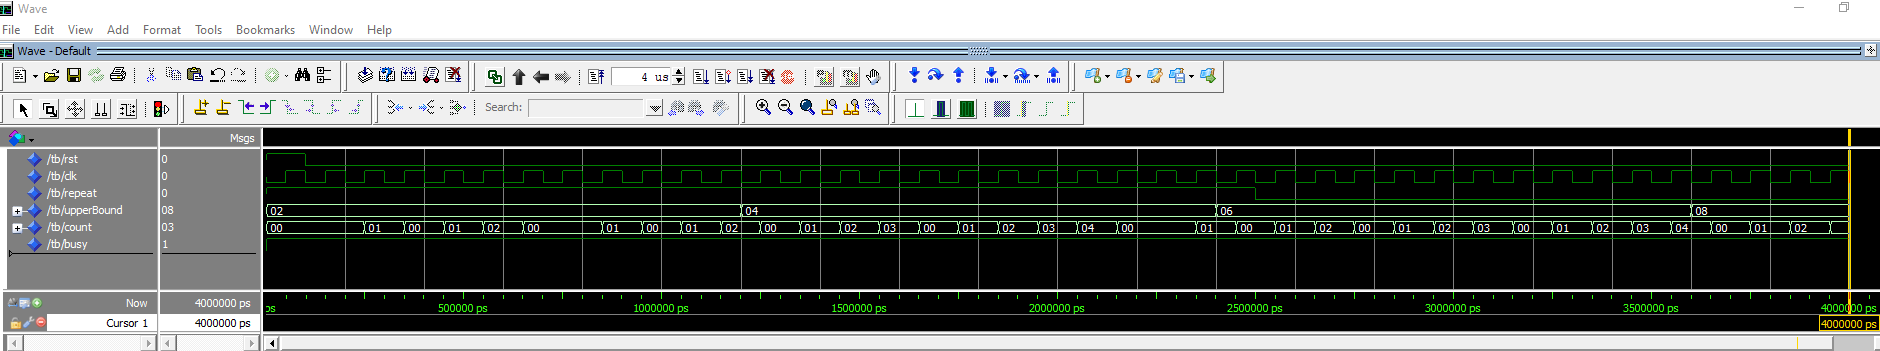 Wave
File Edit View Add Format Tools Bookmarks Window Help
Wave - Default
4 us
Search:
Msgs
/tb/rst 0
/tb/clk 0
/tb/repeat 0
/tb/upperBound 08 02 04 06 08
/tb/count 03 00 01 00 01 02 00 01 00 01 02 00 01 02 03 00 01 02 03 04 00 01 00 01 02 00 01 02 03 00 01 02 03 04 00 01 02
/tb/busy 1
Now 4000000 ps ps 500000 ps 1000000 ps 1500000 ps 2000000 ps 2500000 ps 3000000 ps 3500000 ps 4000000 ps
Cursor 1 4000000 ps 4000000 ps